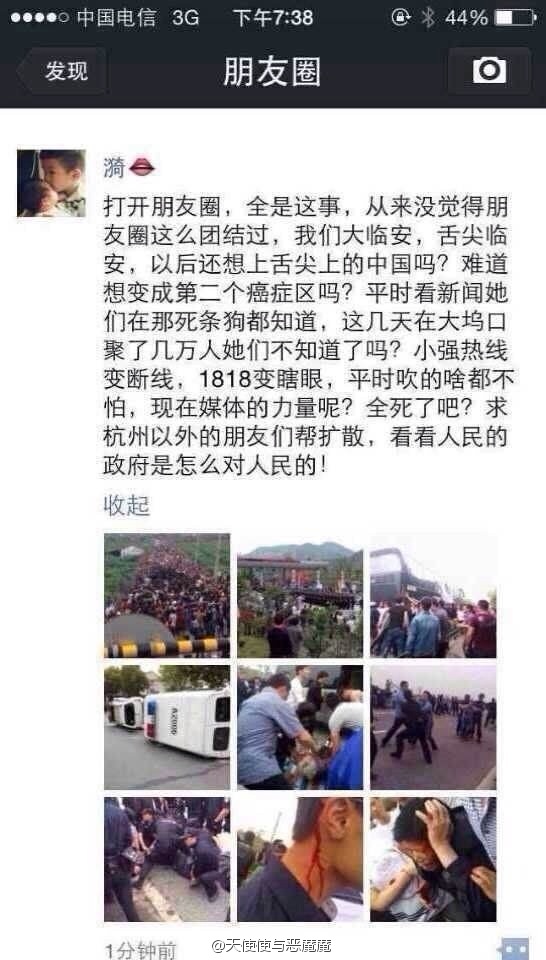 中国电信 3G 下午7:38 44%
发现 朋友圈
漪
打开朋友圈，全是这事，从来没觉得朋
友圈这么团结过，我们大临安，舌尖临
安，以后还想上舌尖上的中国吗？难道
想变成第二个癌症区吗？平时看新闻她
们在那死条狗都知道，这几天在大坞口
聚了几万人她们不知道了吗？小强热线
变断线，1818变瞎眼，平时吹的啥都不
怕，现在媒体的力量呢？全死了吧？求
杭州以外的朋友们帮扩散，看看人民的
政府是怎么对人民的！
收起
1分钟前
@天使使与恶魔魔